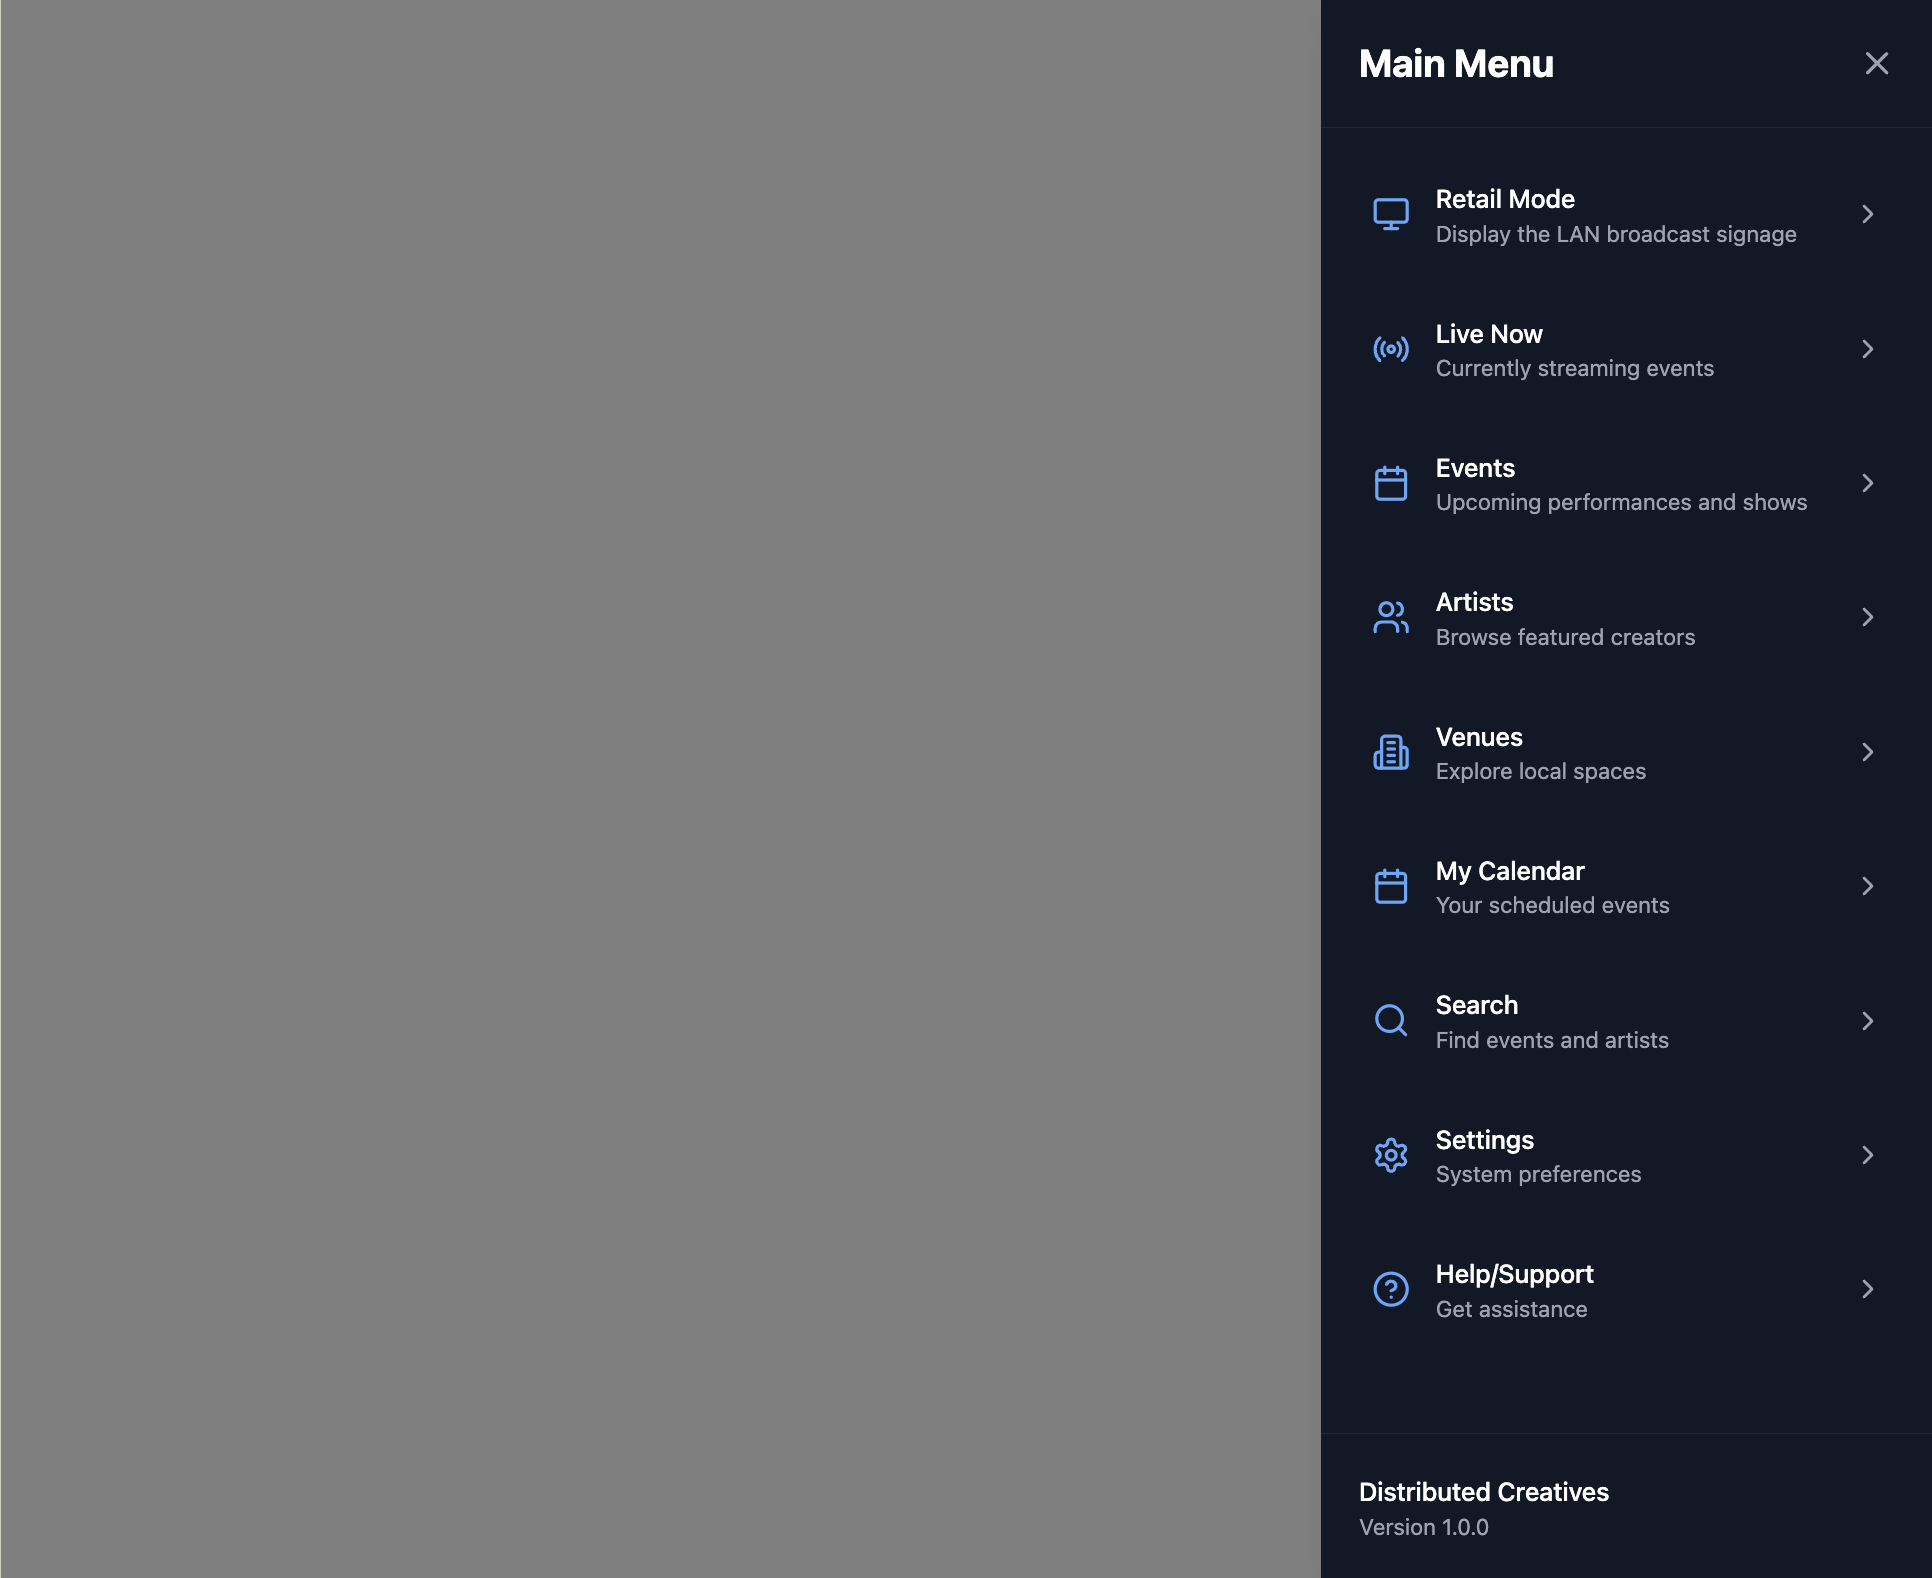 Main Menu
Retail Mode
Display the LAN broadcast signage
Live Now
Currently streaming events
Events
Upcoming performances and shows
Artists
Browse featured creators
Venues
Explore local spaces
My Calendar
Your scheduled events
Search
Find events and artists
Settings
System preferences
Help/Support
Get assistance
Distributed Creatives
Version 1.0.0